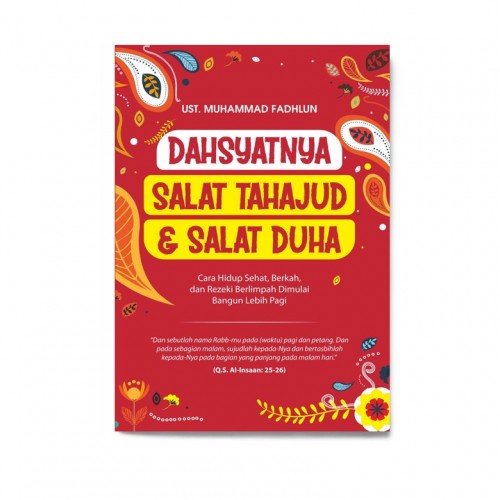 UST. MUHAMMAD FADHLUN
DAHSYATNYA
SALAT TAHAJUD
& SALAT DUHA
Cara Hidup Sehat, Berkah,
dan Rezeki Berlimpah Dimulai
Bangun Lebih Pagi
"Dan sebutlah nama Rabb-mu pada (waktu) pagi dan petang. Dan
pada sebagian malam, sujudlah kepada-Nya dan bertasbihlah
kepada-Nya pada bagian yang panjang pada malam hari."
(Q.S. Al-Insaan: 25-26)